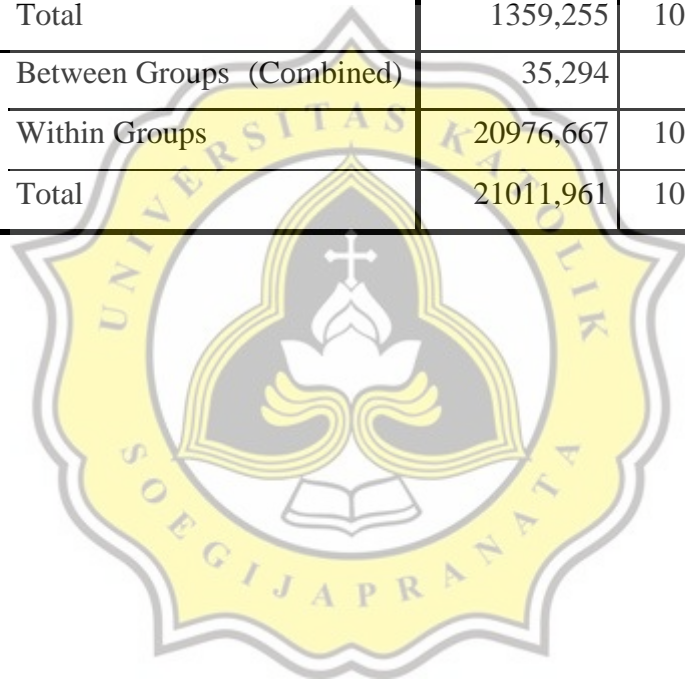 Total 1359,255 10
Between Groups (Combined) 35,294
Within Groups 20976,667 10
Total 21011,961 10
UNIVERSITAS KATOLIK
SOEGIJAPRANATA